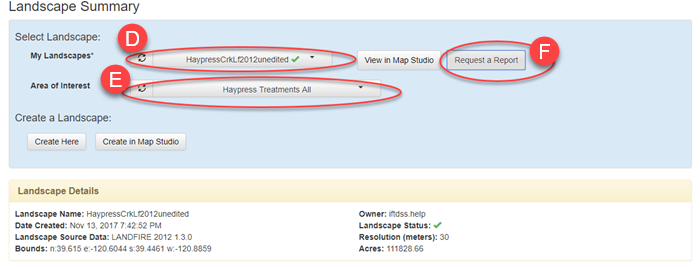 Landscape Summary
Select Landscape:
D
My Landscapes* HaypressCrkLf2012unedited View in Map Studio Request a Report F
E
Area of Interest Haypress Treatments All
Create a Landscape:
Create Here Create in Map Studio
Landscape Details
Landscape Name: HaypressCrkLf2012unedited Owner: iftdss.help
Date Created: Nov 13, 2017 7:42:52 PM Landscape Status:
Landscape Source Data: LANDFIRE 2012 1.3.0 Resolution (meters): 30
Bounds: n:39.615 e:-120.6044 s:39.4461 w:-120.8859 Acres: 111828.66